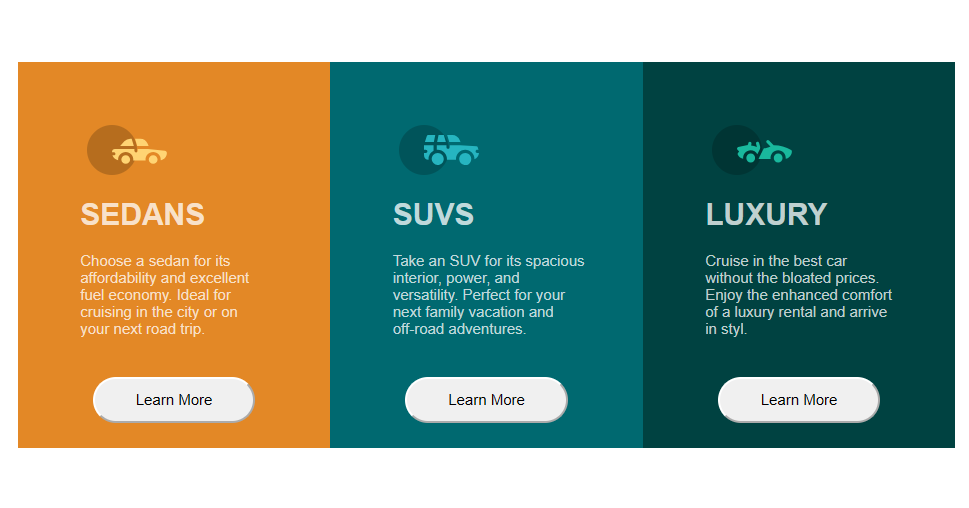 SEDANS
Choose a sedan for its
affordability and excellent
fuel economy. Ideal for
cruising in the city or on
your next road trip.
Learn More
SUVS
Take an SUV for its spacious
interior, power, and
versatility. Perfect for your
next family vacation and
off-road adventures.
Learn More
LUXURY
Cruise in the best car
without the bloated prices.
Enjoy the enhanced comfort
of a luxury rental and arrive
in styl.
Learn More